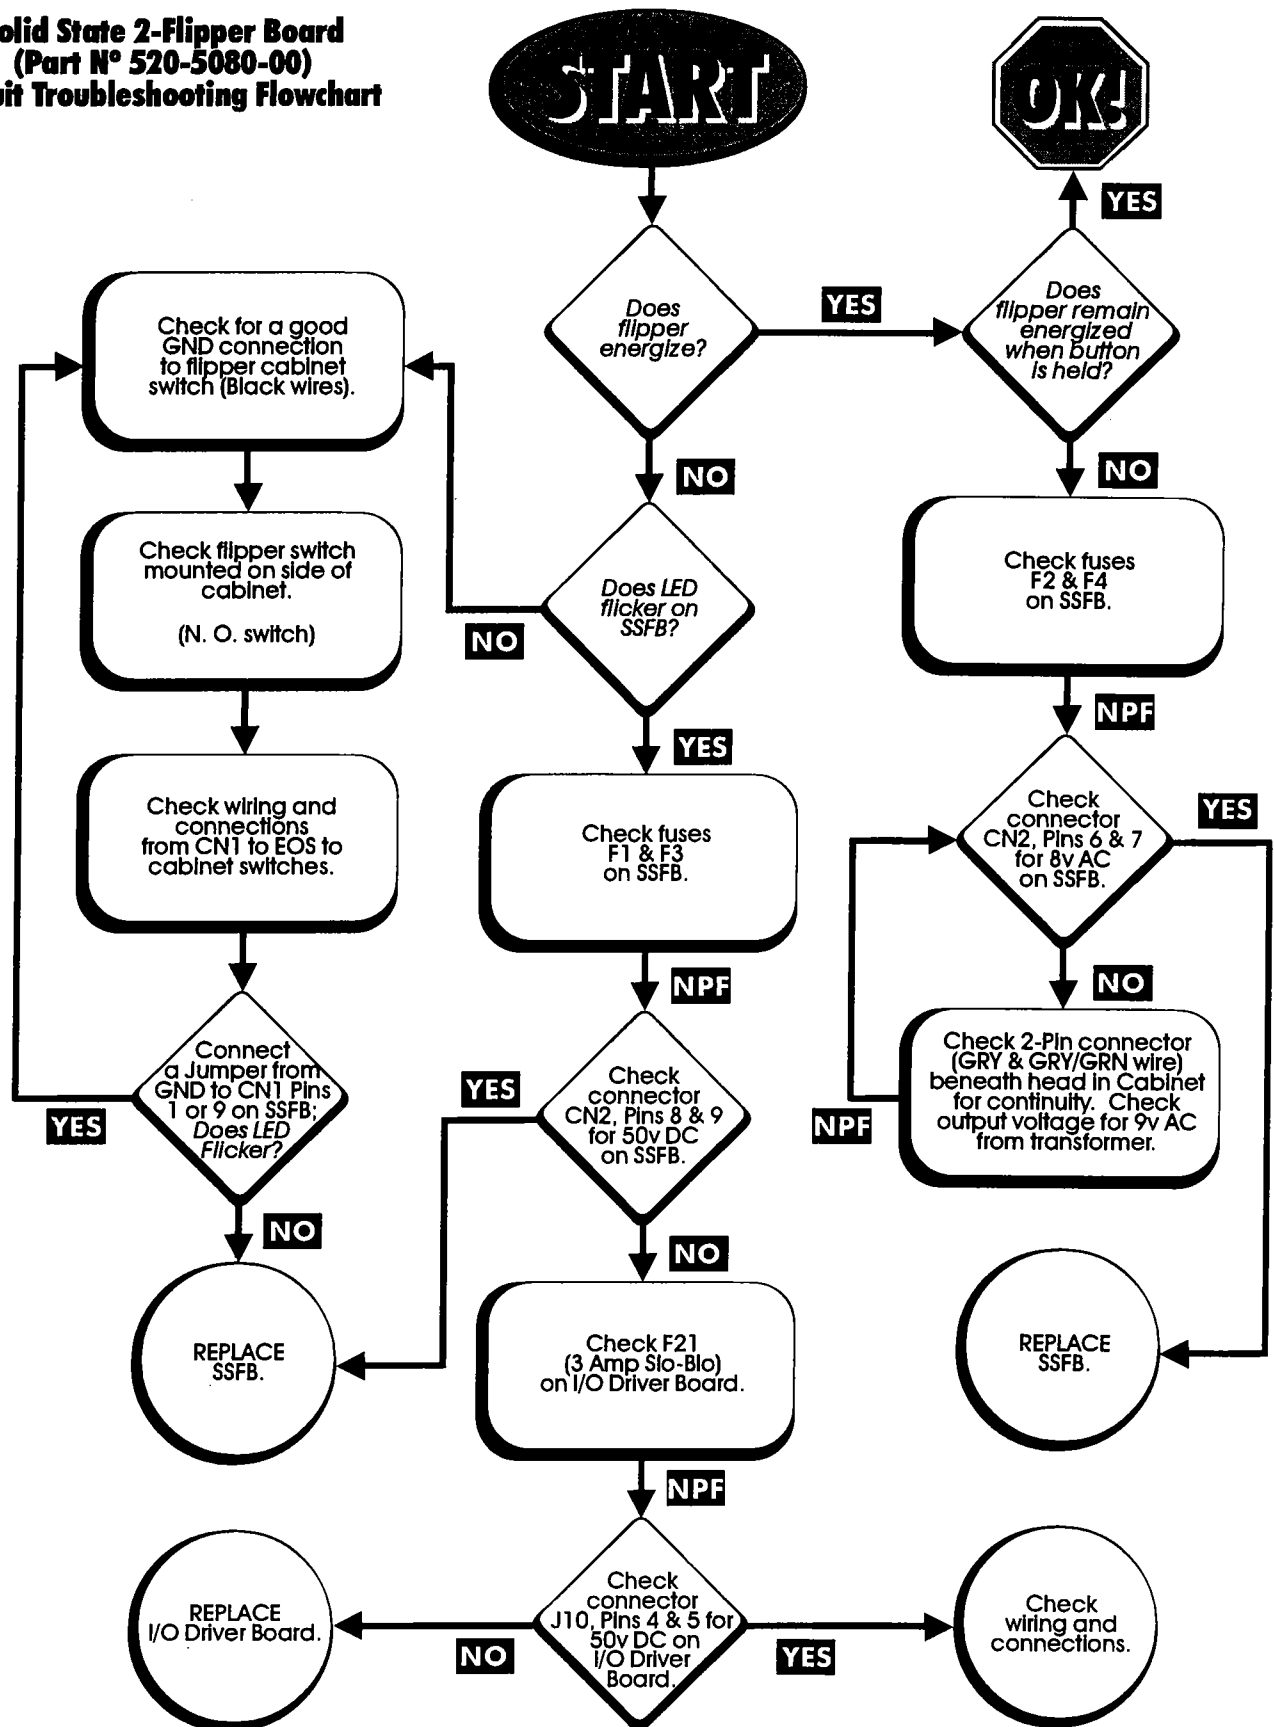 olid State 2-Flipper Board
(Part Nº 520-5080-00)
uit Troubleshooting Flowchart
START
OK!
YES
Does
flipper
energize?
YES
Does
flipper remain
energized
when button
is held?
NO
NO
Check for a good
GND connection
to flipper cabinet
switch (Black wires).
Check flipper switch
mounted on side of
cabinet.
(N. O. switch)
Does LED
flicker on
SSFB?
NO
YES
Check fuses
F2 & F4
on SSFB.
NPF
Check wiring and
connections
from CN1 to EOS to
cabinet switches.
Check fuses
F1 & F3
on SSFB.
NPF
Check
connector
CN2, Pins 6 & 7
for 8v AC
on SSFB.
YES
NO
Connect
a Jumper from
GND to CN1 Pins
1 or 9 on SSFB;
Does LED
Flicker?
YES
NO
YES
Check
connector
CN2, Pins 8 & 9
for 50v DC
on SSFB.
NO
Check 2-Pin connector
(GRY & GRY/GRN wire)
beneath head in Cabinet
for continuity. Check
output voltage for 9v AC
from transformer.
NPF
REPLACE
SSFB.
Check F21
(3 Amp Slo-Blo)
on I/O Driver Board.
NPF
REPLACE
SSFB.
REPLACE
I/O Driver Board.
NO
Check
connector
J10, Pins 4 & 5 for
50v DC on
I/O Driver
Board.
YES
Check
wiring and
connections.